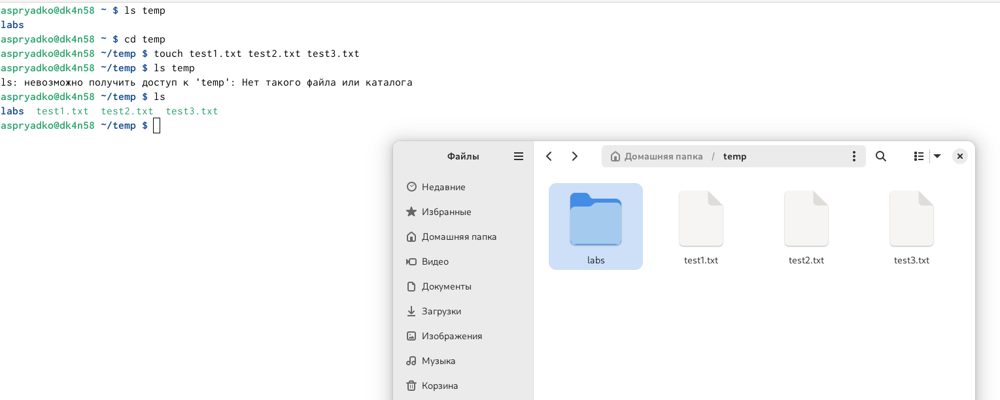 aspryadko@dk4n58 ~ $ ls temp
labs
aspryadko@dk4n58 ~ $ cd temp
aspryadko@dk4n58 ~/temp $ touch test1.txt test2.txt test3.txt
aspryadko@dk4n58 ~/temp $ ls temp
ls: невозможно получить доступ к 'temp': Нет такого файла или каталога
aspryadko@dk4n58 ~/temp $ ls
labs  test1.txt  test2.txt  test3.txt
aspryadko@dk4n58 ~/temp $
Файлы
Домашняя папка / temp
Недавние
Избранные
Домашняя папка
Видео
Документы
Загрузки
Изображения
Музыка
Корзина
labs test1.txt test2.txt test3.txt